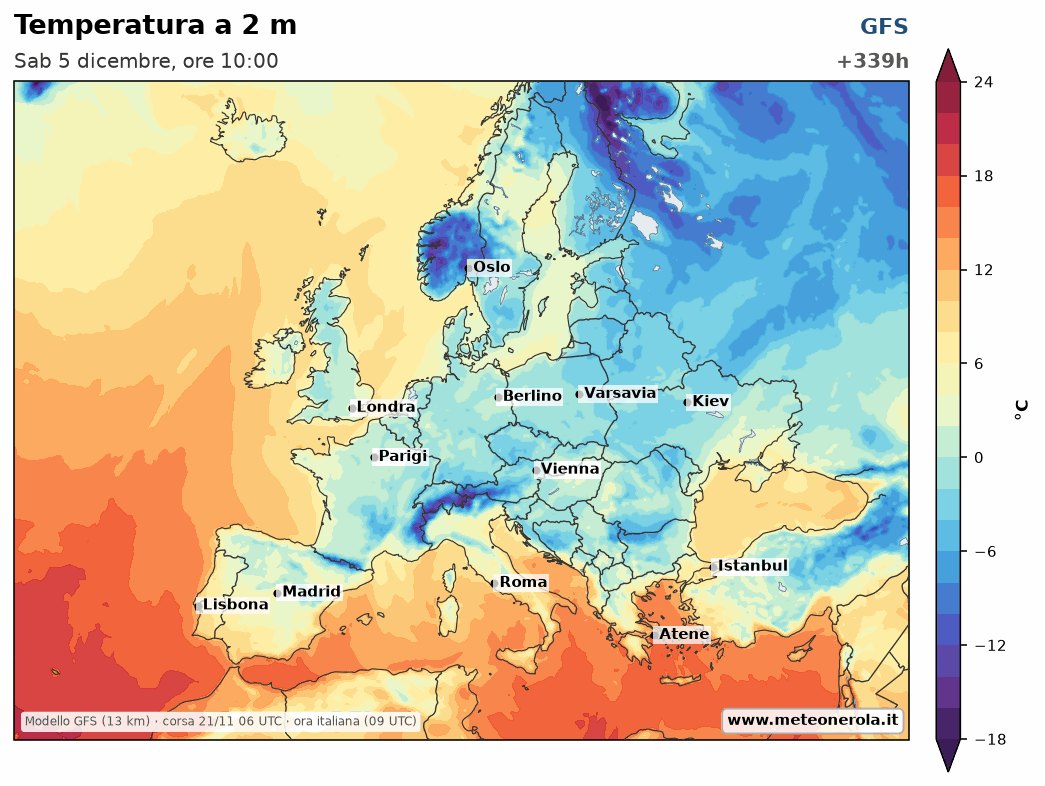 Temperatura a 2 m
GFS
Sab 5 dicembre, ore 10:00
+339h
24
18
12
6
0
−6
−12
−18
°C
Oslo
Londra
Berlino
Varsavia
Kiev
Parigi
Vienna
Istanbul
Roma
Madrid
Lisbona
Atene
Modello GFS (13 km) · corsa 21/11 06 UTC · ora italiana (09 UTC)
www.meteonerola.it